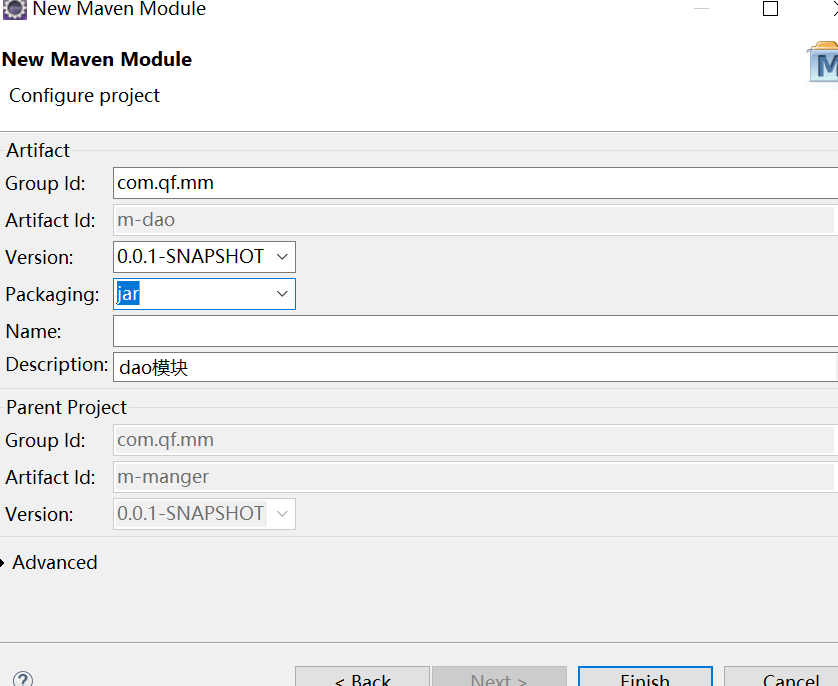 New Maven Module
New Maven Module
Configure project
Artifact
Group Id: com.qf.mm
Artifact Id: m-dao
Version: 0.0.1-SNAPSHOT
Packaging: jar
Name:
Description: dao模块
Parent Project
Group Id: com.qf.mm
Artifact Id: m-manger
Version: 0.0.1-SNAPSHOT
Advanced
? < Back Next > Finish Cancel